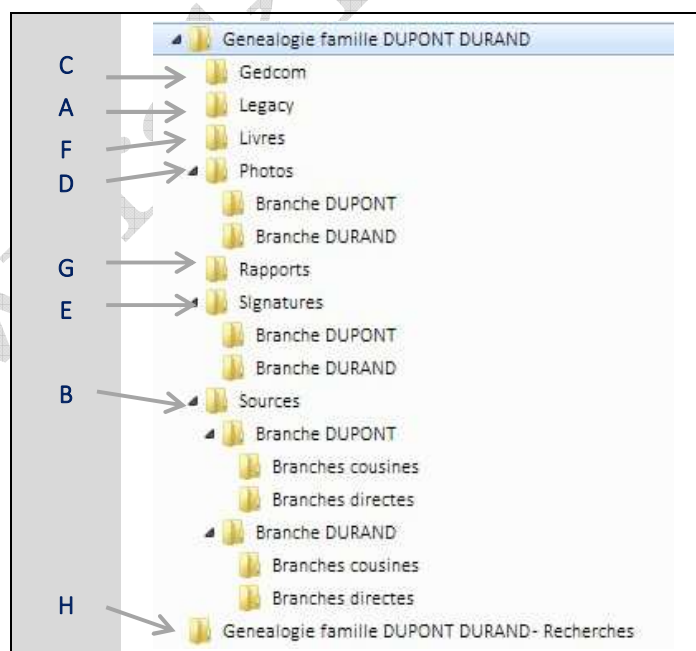 Genealogie famille DUPONT DURAND
C Gedcom
A Legacy
F Livres
D Photos
Branche DUPONT
Branche DURAND
G Rapports
E Signatures
Branche DUPONT
Branche DURAND
B Sources
Branche DUPONT
Branches cousines
Branches directes
Branche DURAND
Branches cousines
Branches directes
H Genealogie famille DUPONT DURAND- Recherches